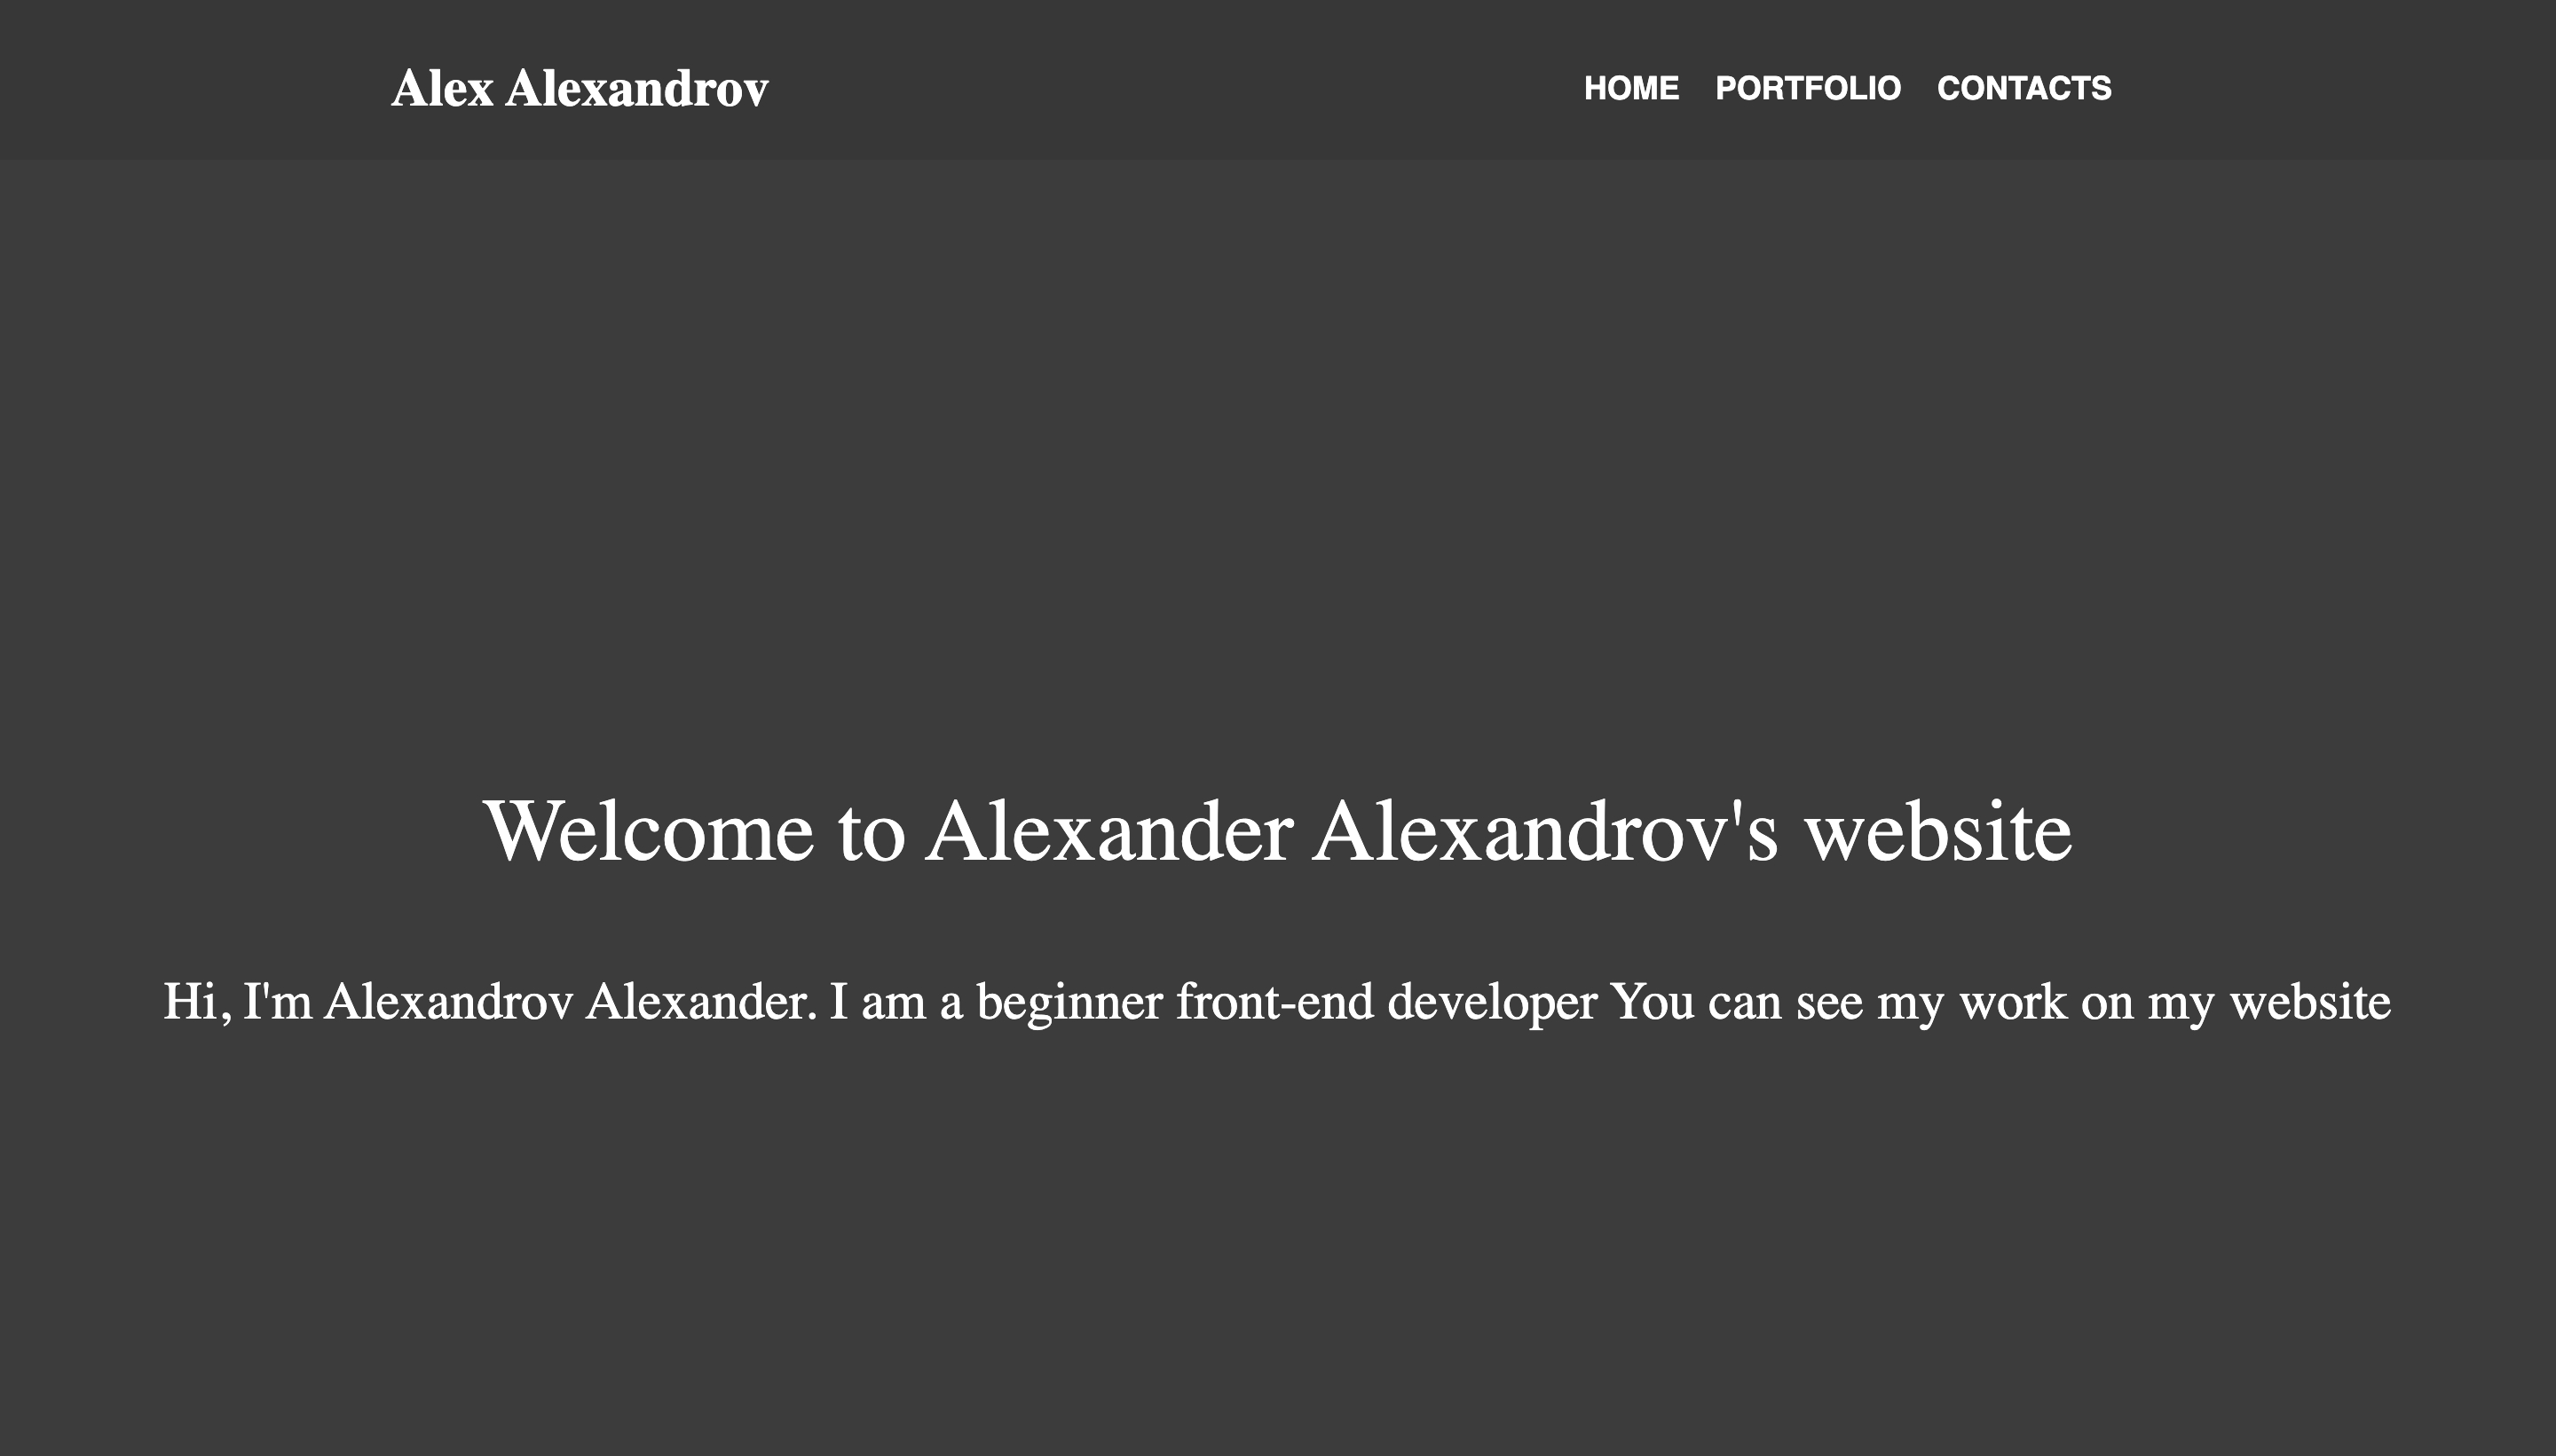 Alex Alexandrov
HOME PORTFOLIO CONTACTS
Welcome to Alexander Alexandrov's website
Hi, I'm Alexandrov Alexander. I am a beginner front-end developer You can see my work on my website